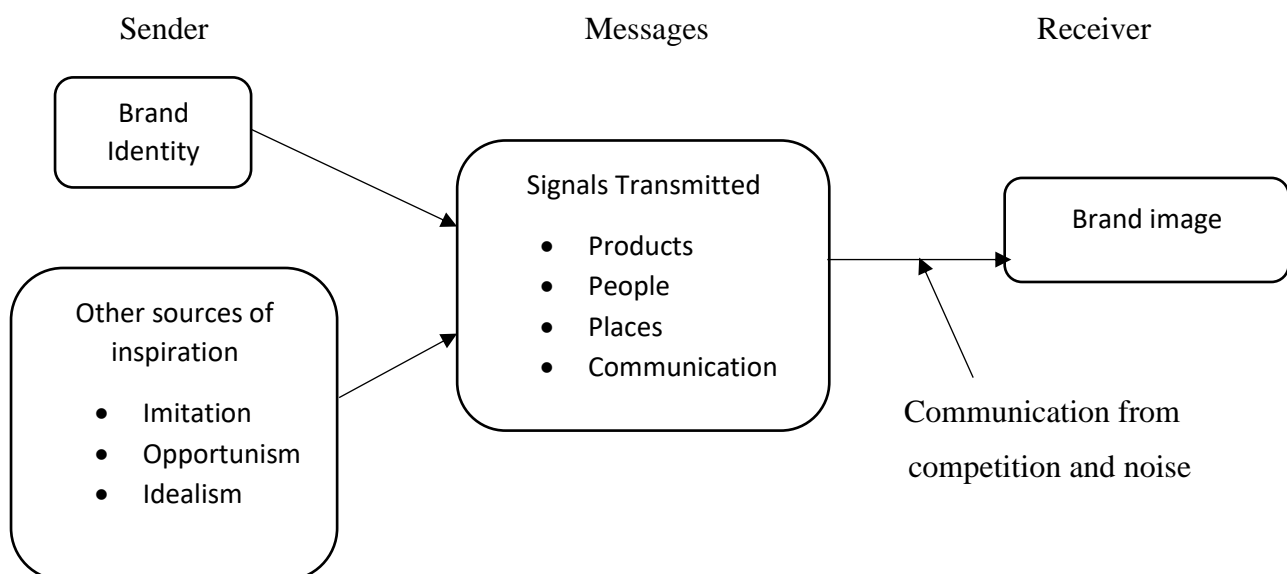 Sender
Messages
Receiver
Brand
Identity
Other sources of
inspiration
• Imitation
• Opportunism
• Idealism
Signals Transmitted
• Products
• People
• Places
• Communication
Brand image
Communication from
competition and noise